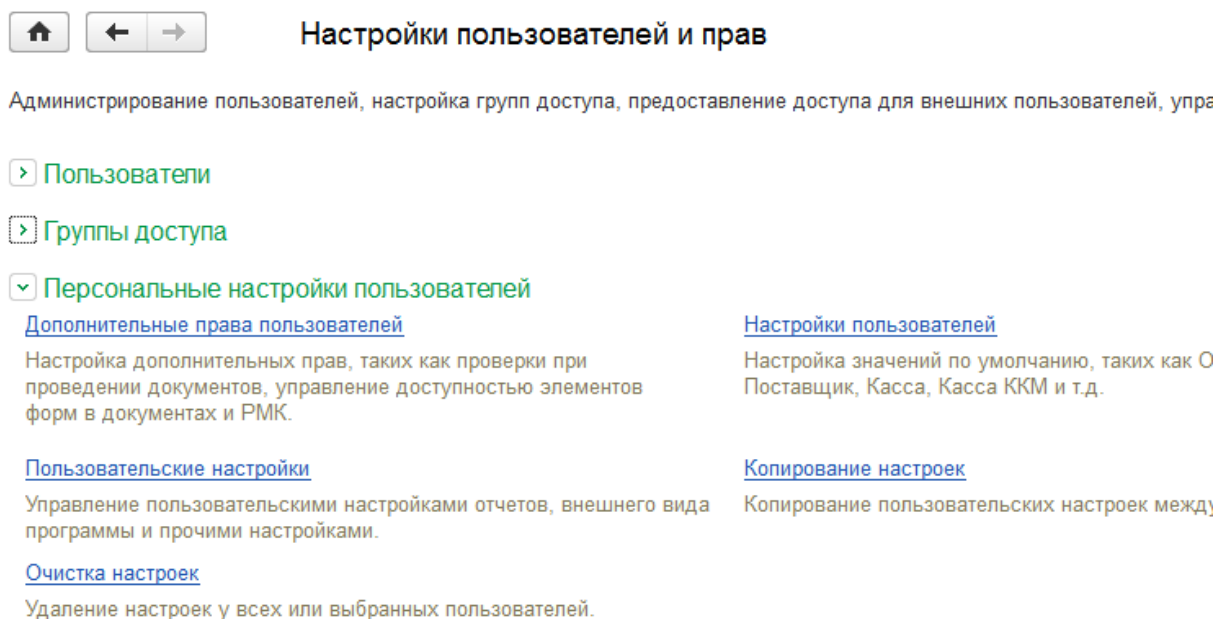 Настройки пользователей и прав
Администрирование пользователей, настройка групп доступа, предоставление доступа для внешних пользователей,
Пользователи
Группы доступа
Персональные настройки пользователей
Дополнительные права пользователей
Настройка дополнительных прав, таких как проверки при
проведении документов, управление доступностью элементов
форм в документах и РМК.
Настройки пользователей
Настройка значений по умолчанию, таких как
Поставщик, Касса, Касса ККМ и т.д.
Пользовательские настройки
Управление пользовательскими настройками отчетов, внешнего вида
программы и прочими настройками.
Копирование настроек
Копирование пользовательских настроек
Очистка настроек
Удаление настроек у всех или выбранных пользователей.